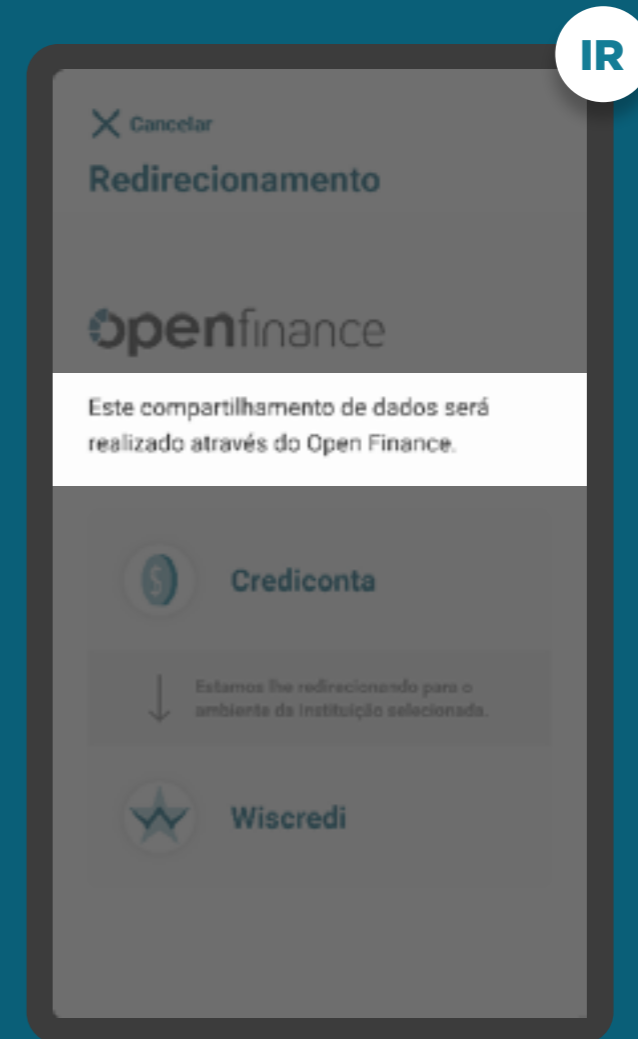 IR
Cancelar
Redirecionamento
openfinance
Este compartilhamento de dados será
realizado através do Open Finance.
Crediconta
Estamos lhe redirecionando para o
ambiente da Instituição selecionada.
Wiscredi